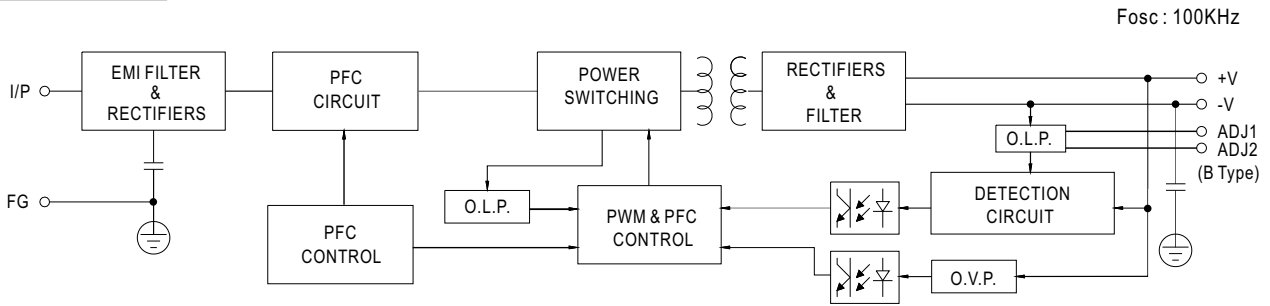 Fosc : 100KHz
I/P
EMI FILTER
&
RECTIFIERS
PFC
CIRCUIT
POWER
SWITCHING
RECTIFIERS
&
FILTER
+V
-V
ADJ1
ADJ2
(B Type)
O.L.P.
FG
PFC
CONTROL
O.L.P.
PWM & PFC
CONTROL
DETECTION
CIRCUIT
O.V.P.